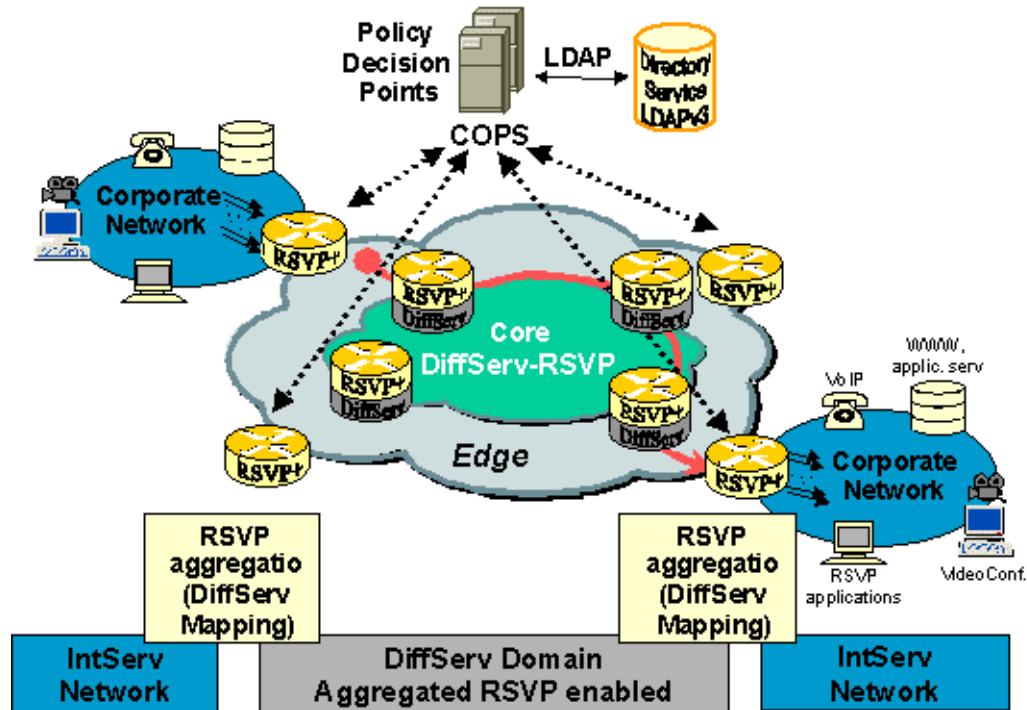 Policy
Decision
Points
LDAP
Directory
Service
LDAPv3
COPS
Corporate
Network
RSVP+
RSVP+
DiffServ
RSVP+
DiffServ
RSVP+
Core
DiffServ-RSVP
RSVP+
DiffServ
RSVP+
DiffServ
RSVP+
Edge
RSVP+
WWW,
applic. serv
VoIP
Corporate
Network
RSVP
applications
VideoConf.
RSVP
aggregatio
(DiffServ
Mapping)
RSVP
aggregatio
(DiffServ
Mapping)
IntServ
Network
DiffServ Domain
Aggregated RSVP enabled
IntServ
Network